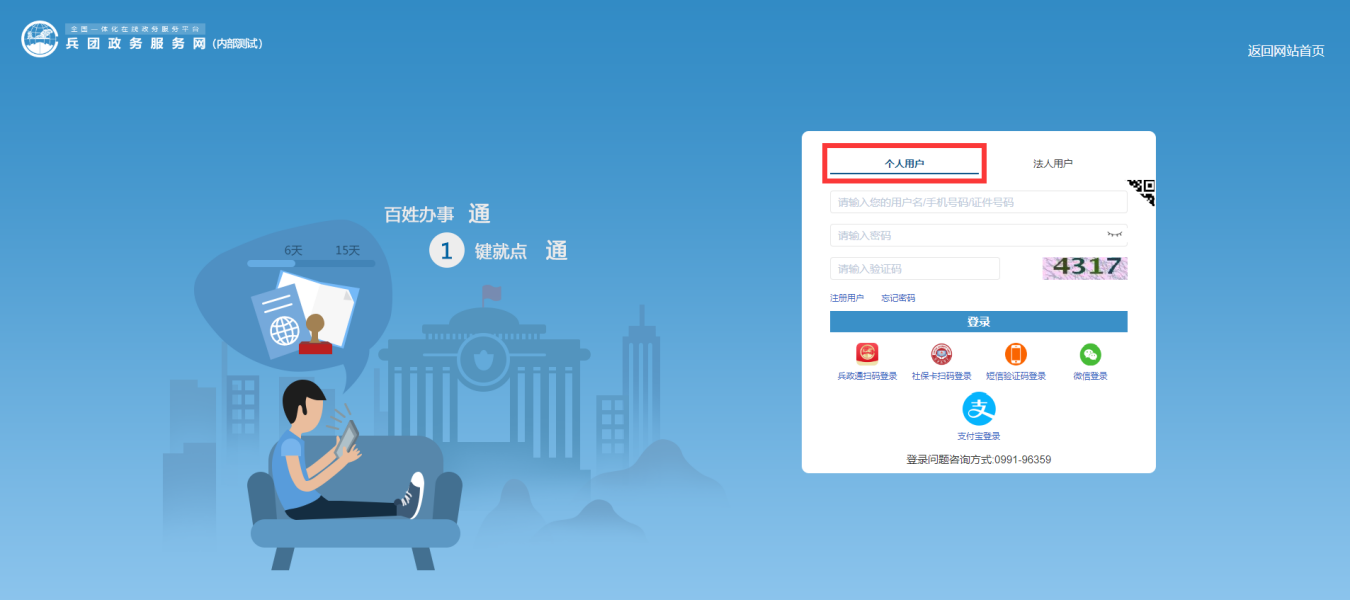 全国一体化在线政务服务平台
兵团政务服务网(内部测试)
返回网站首页
百姓办事 通
1 键就点 通
6天 15天
个人用户 法人用户
请输入您的用户名/手机号码/证件号码
请输入密码
请输入验证码 4317
注册用户 忘记密码
登录
兵政通扫码登录 社保卡扫码登录 短信验证码登录 微信登录
支
支付宝登录
登录问题咨询方式:0991-96359